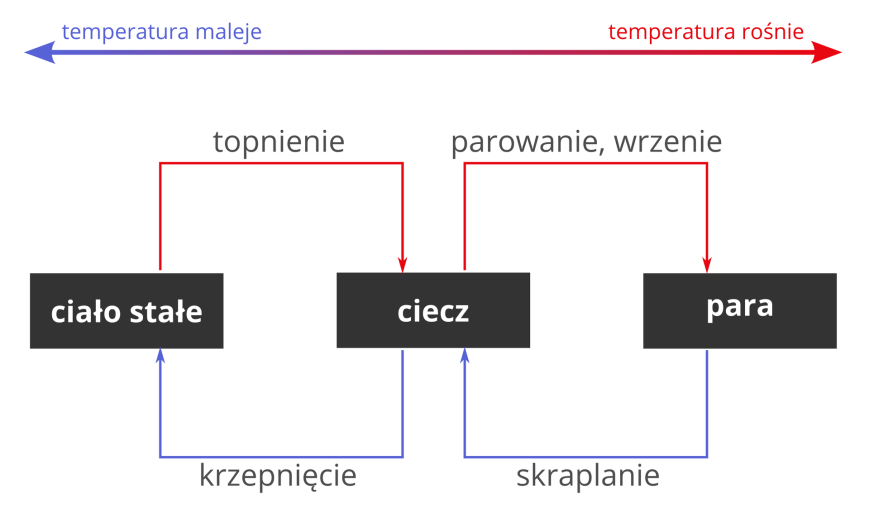 temperatura maleje
temperatura rośnie
topnienie
parowanie, wrzenie
ciało stałe
ciecz
para
krzepnięcie
skraplanie